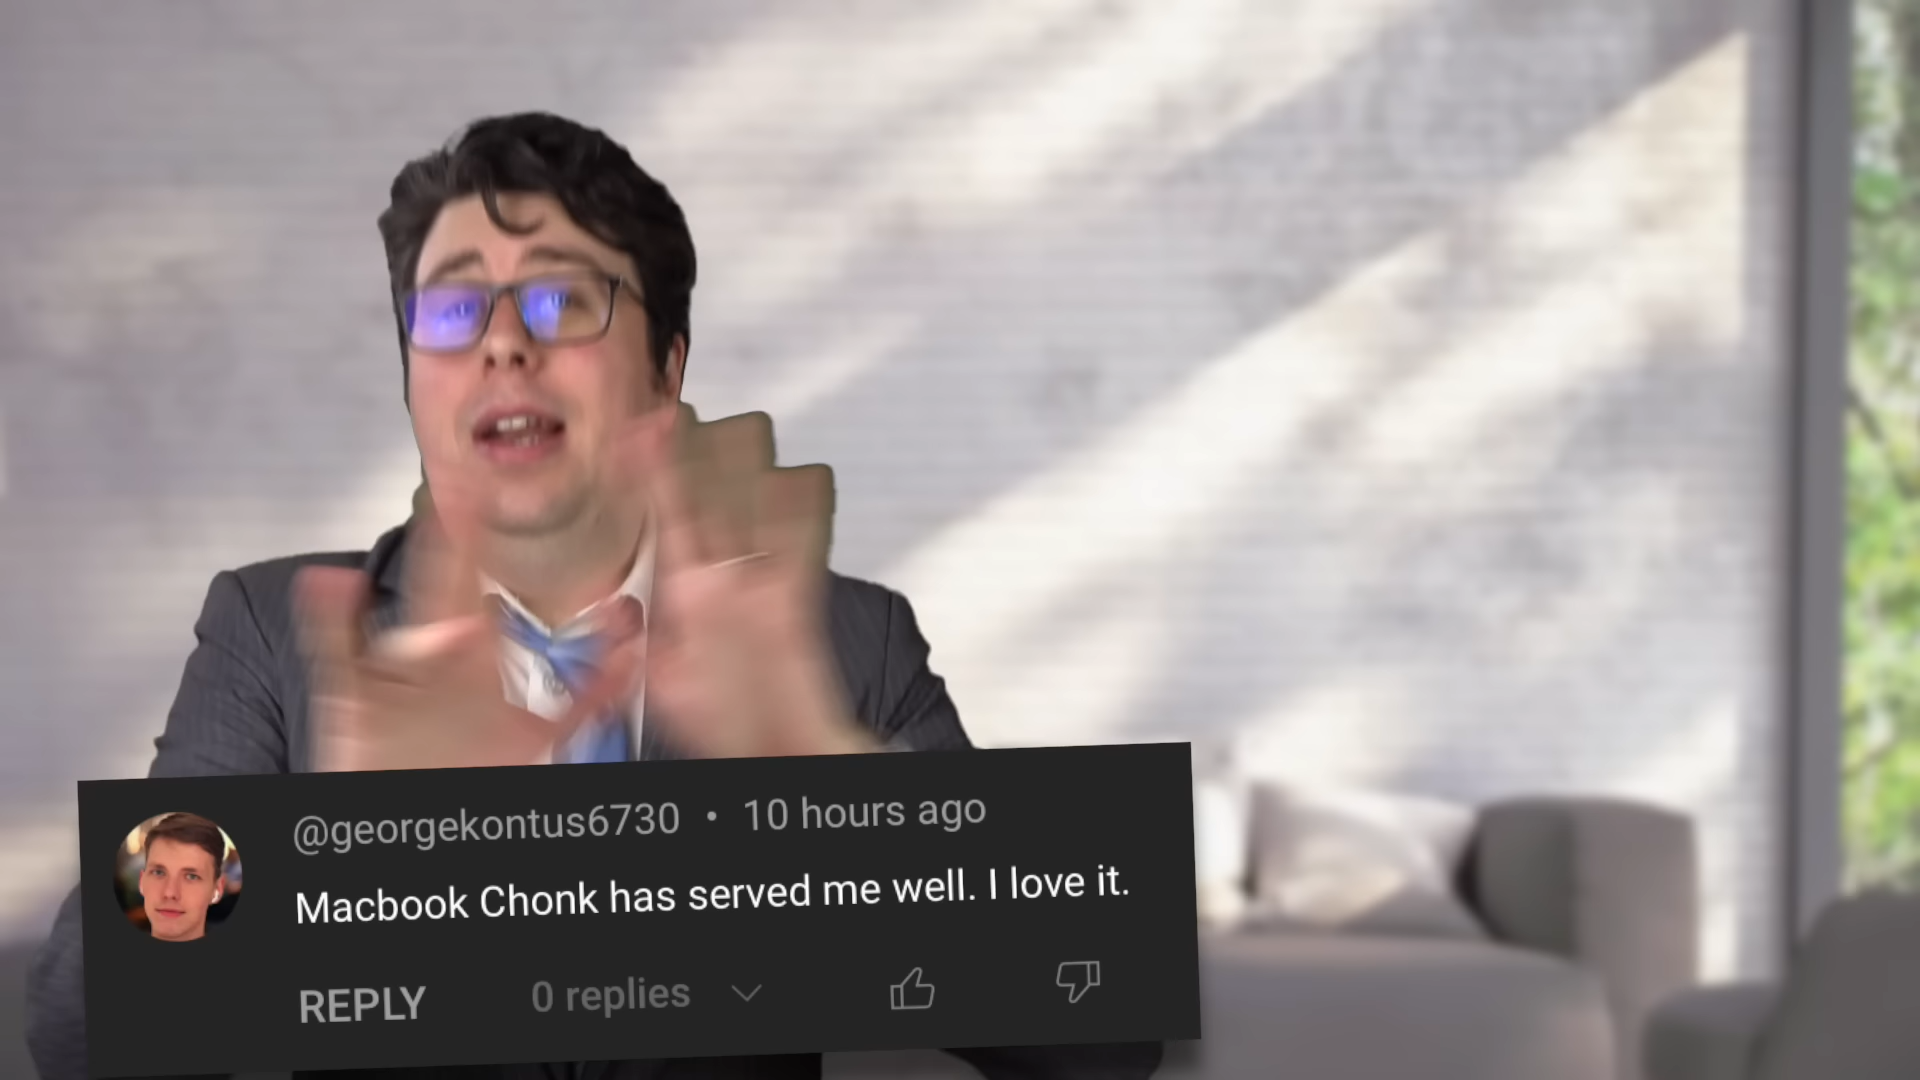 @georgekontus6730 • 10 hours ago
Macbook Chonk has served me well. I love it.
REPLY 0 replies